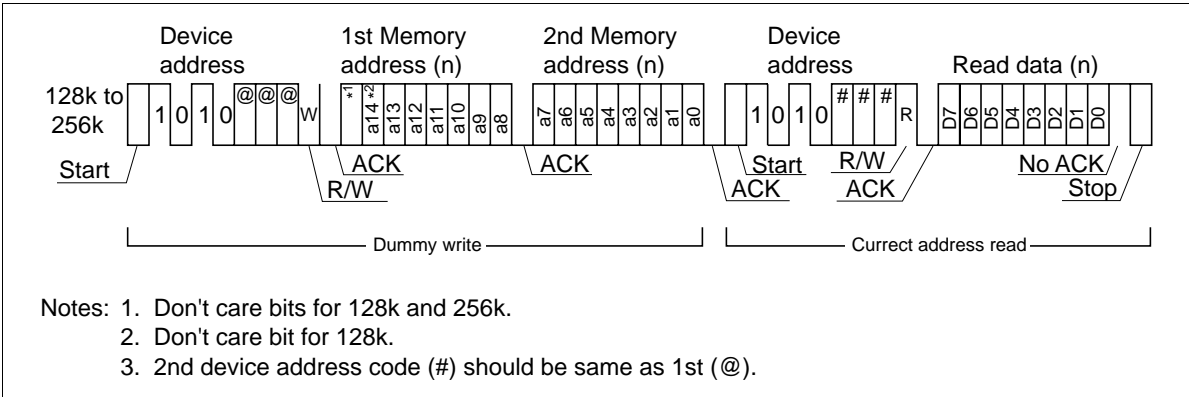 Device address
1st Memory address (n)
2nd Memory address (n)
Device address
Read data (n)
128k to 256k
1 0 1 0 @ @ @ W
*1 a14 *2 a13 a12 a11 a10 a9 a8
a7 a6 a5 a4 a3 a2 a1 a0
1 0 1 0 # # # R
D7 D6 D5 D4 D3 D2 D1 D0
Start
R/W
ACK
ACK
ACK
Start
R/W
ACK
No ACK
Stop
Dummy write
Currect address read
Notes: 1. Don't care bits for 128k and 256k.
2. Don't care bit for 128k.
3. 2nd device address code (#) should be same as 1st (@).